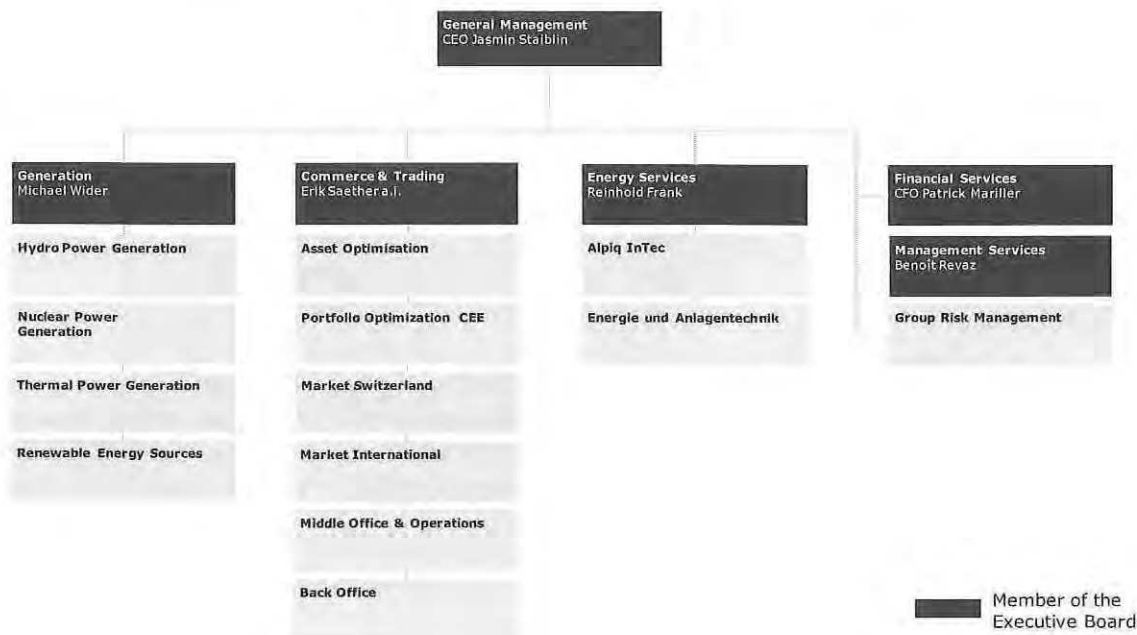 General Management
CEO Jasmin Staiblin
Generation
Michael Wider
Hydro Power Generation
Nuclear Power
Generation
Thermal Power Generation
Renewable Energy Sources
Commerce & Trading
Erik Saether a.i.
Asset Optimisation
Portfolio Optimization CEE
Market Switzerland
Market International
Middle Office & Operations
Back Office
Energy Services
Reinhold Frank
Alpiq InTec
Energie und Anlagentechnik
Financial Services
CFO Patrick Mariller
Management Services
Benoît Revaz
Group Risk Management
Member of the
Executive Board